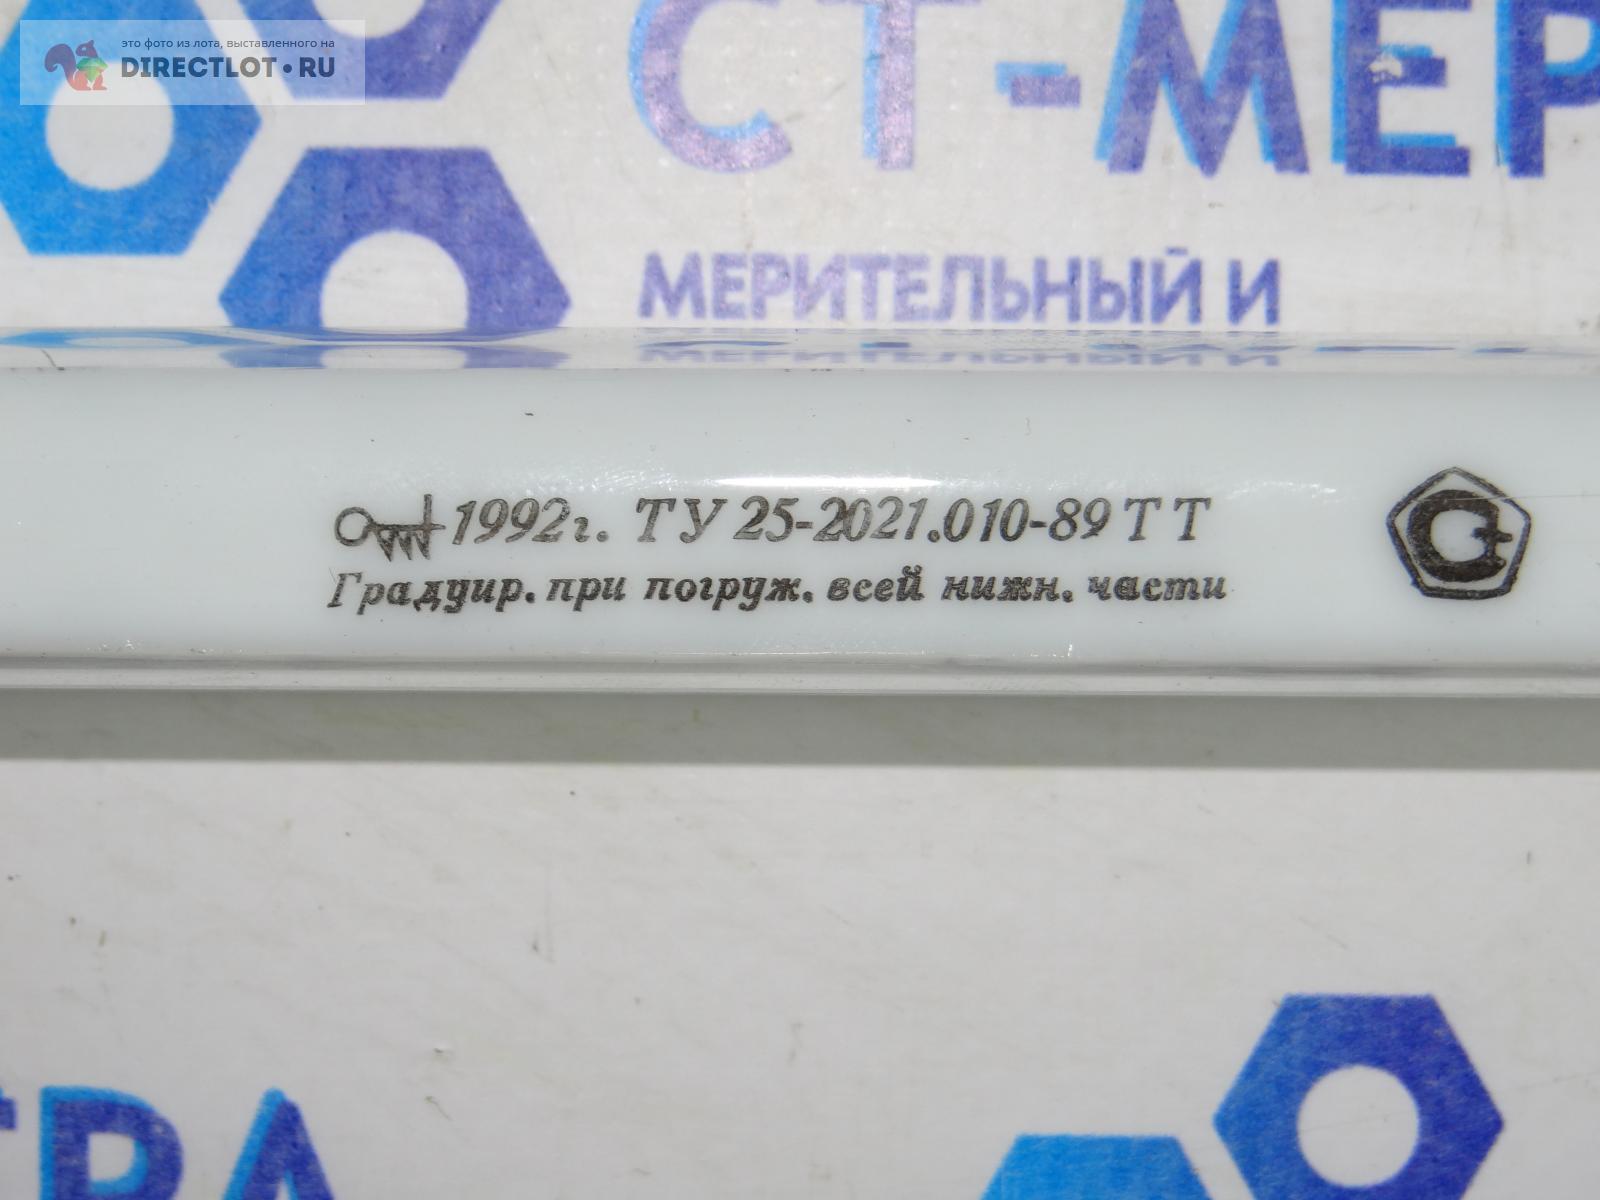 это фото из лота, выставленного на
DIRECTLOT.RU
СТ-МЕР
МЕРИТЕЛЬНЫЙ И
1992г. ТУ 25-2021.010-89 Т Т
Градуир. при погруж. всей нижн. части
РА